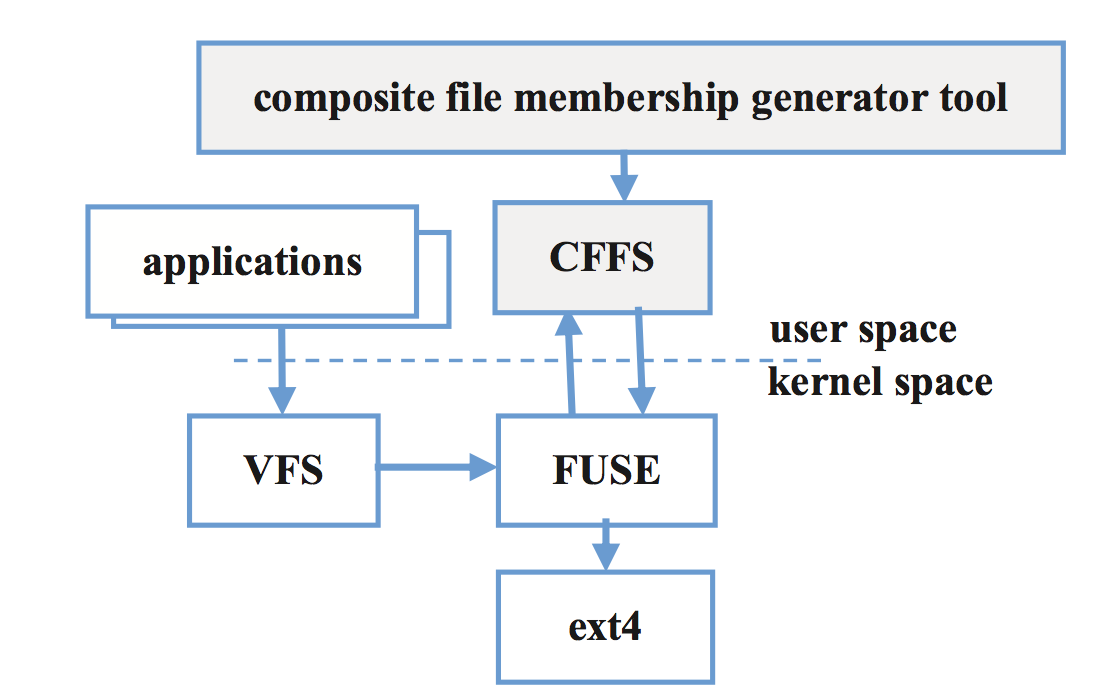 composite file membership generator tool
applications
CFFS
user space
kernel space
VFS
FUSE
ext4